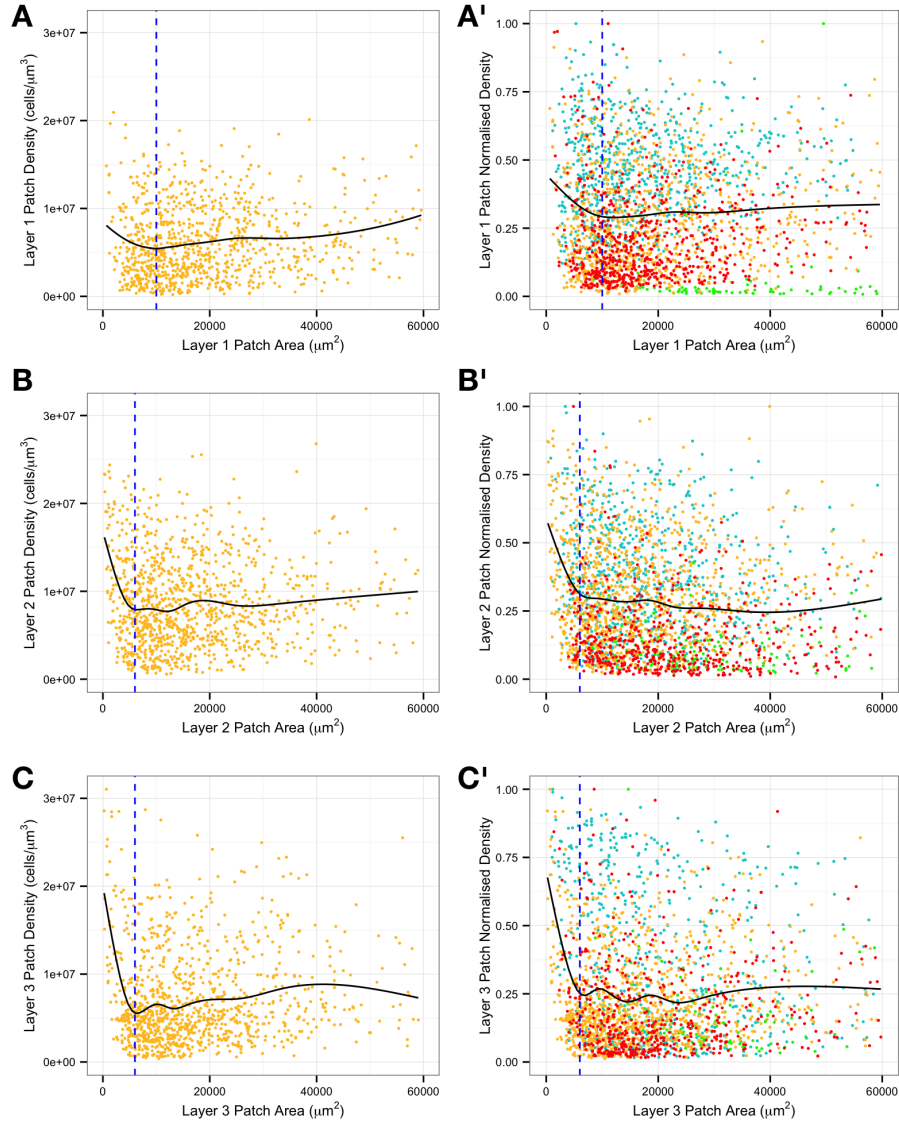 A
3e+07
2e+07
1e+07
0e+00
Layer 1 Patch Density (cells/μm³)
0
20000
40000
60000
Layer 1 Patch Area (μm²)
A'
1.00
0.75
0.50
0.25
0.00
Layer 1 Patch Normalised Density
0
20000
40000
60000
Layer 1 Patch Area (μm²)
B
3e+07
2e+07
1e+07
0e+00
Layer 2 Patch Density (cells/μm³)
0
20000
40000
60000
Layer 2 Patch Area (μm²)
B'
1.00
0.75
0.50
0.25
0.00
Layer 2 Patch Normalised Density
0
20000
40000
60000
Layer 2 Patch Area (μm²)
C
3e+07
2e+07
1e+07
0e+00
Layer 3 Patch Density (cells/μm³)
0
20000
40000
60000
Layer 3 Patch Area (μm²)
C'
1.00
0.75
0.50
0.25
0.00
Layer 3 Patch Normalised Density
0
20000
40000
60000
Layer 3 Patch Area (μm²)